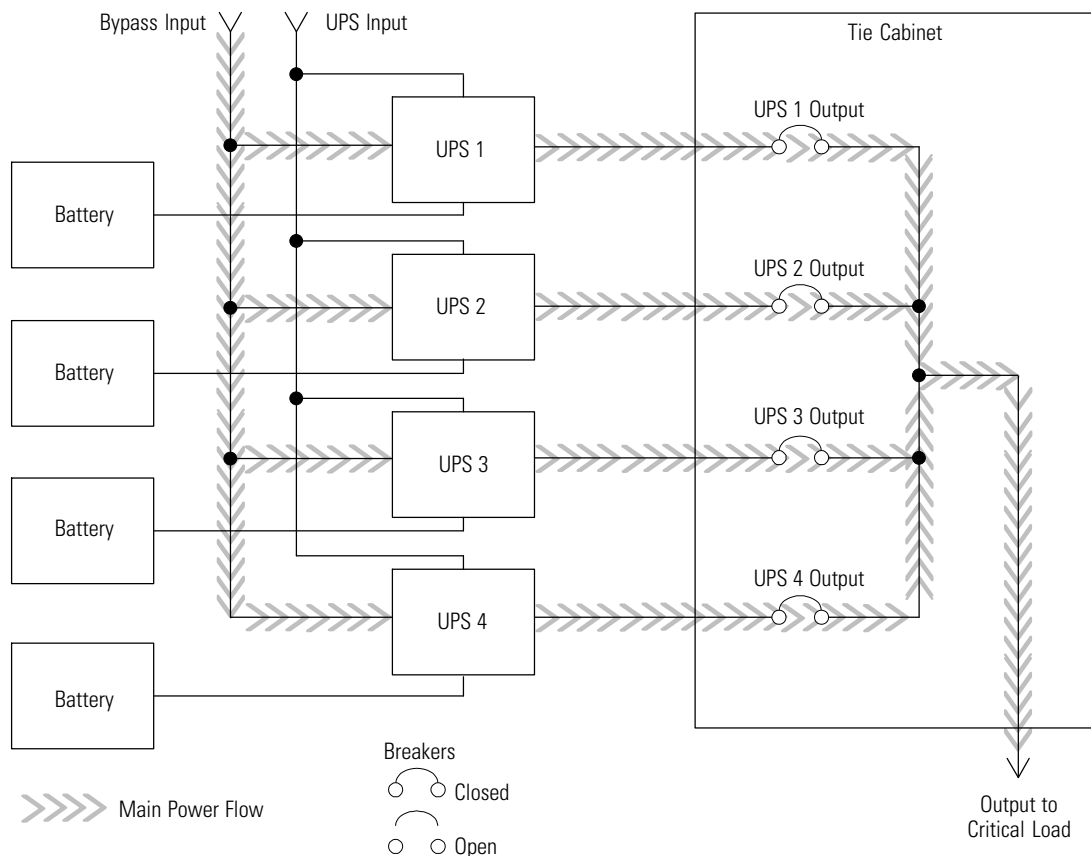 Bypass Input
UPS Input
Tie Cabinet
UPS 1 Output
UPS 1
Battery
UPS 2 Output
UPS 2
Battery
UPS 3 Output
UPS 3
Battery
UPS 4 Output
UPS 4
Battery
Breakers
Closed
Open
Main Power Flow
Output to
Critical Load